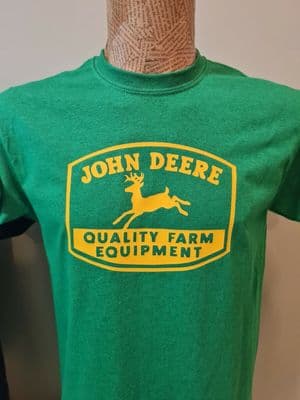 JOHN DEERE
QUALITY FARM
EQUIPMENT